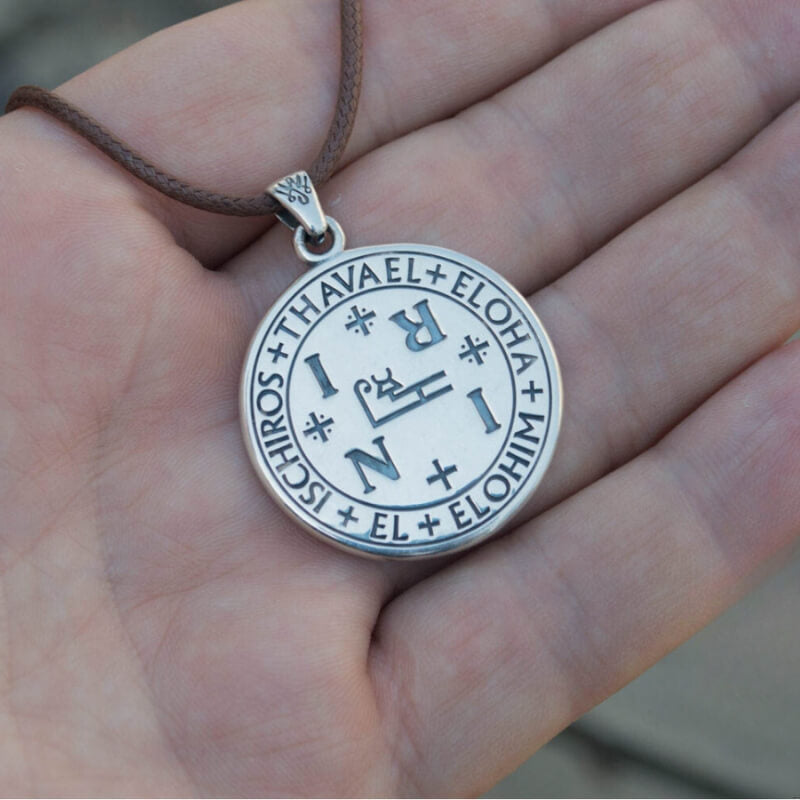 + THAVAEL + ELOHA + ELOHIM + EL + ISCHIROS
I N R I